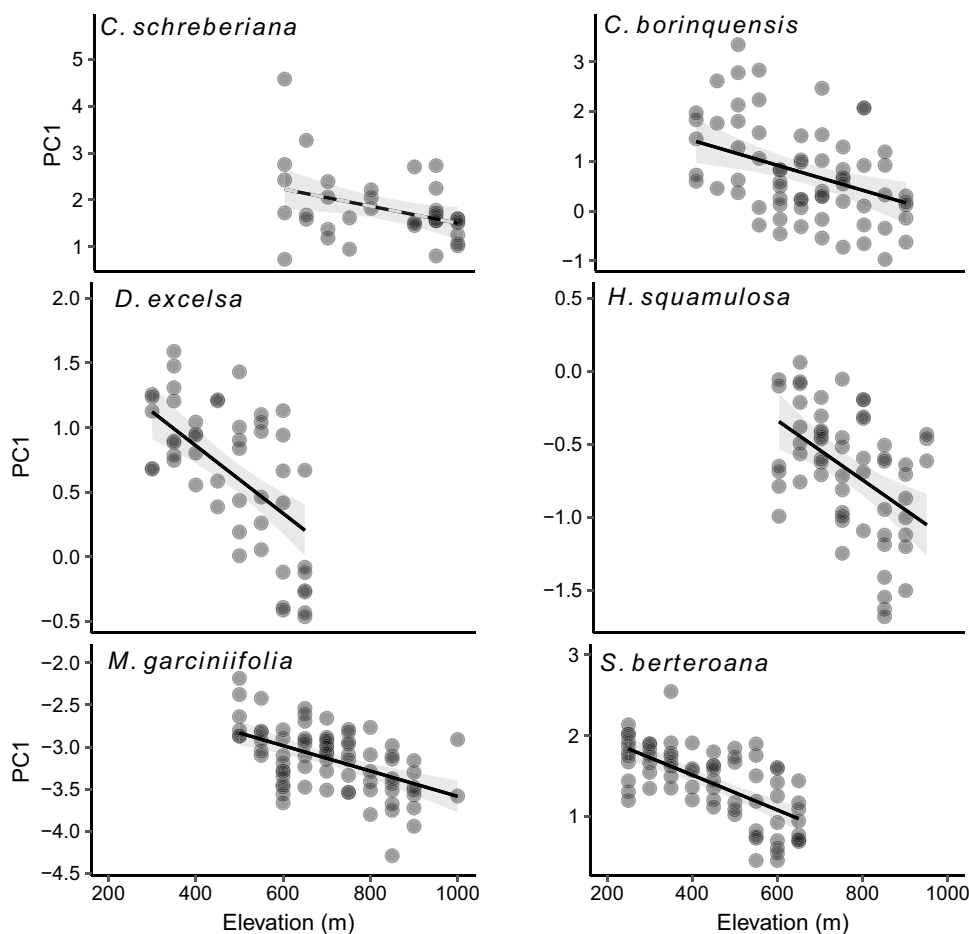 C. schreberiana
C. borinquensis
5
4
3
2
1
PC1
3
2
1
0
−1
D. excelsa
H. squamulosa
2.0
1.5
1.0
0.5
0.0
−0.5
PC1
0.5
0.0
−0.5
−1.0
−1.5
M. garciniifolia
S. berteroana
−2.0
−2.5
−3.0
−3.5
−4.0
−4.5
PC1
3
2
1
200 400 600 800 1000
200 400 600 800 1000
Elevation (m)
Elevation (m)